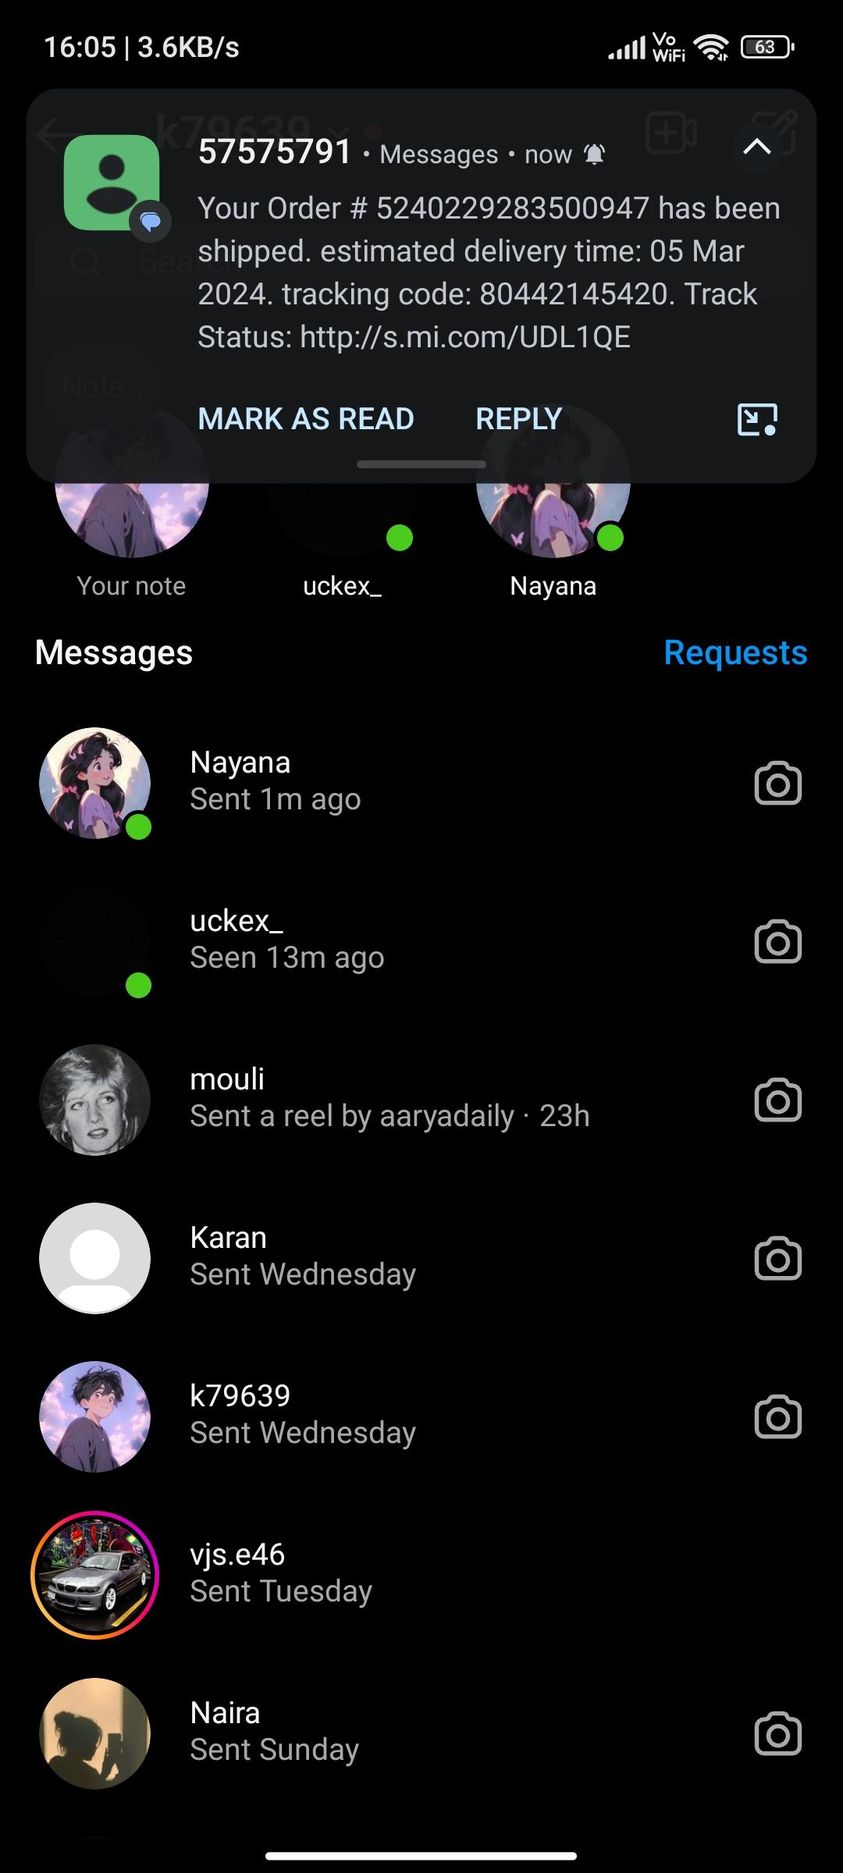 16:05 | 3.6KB/s
Vo
WiFi
63
k79639
57575791 • Messages • now
Your Order # 5240229283500947 has been
shipped. estimated delivery time: 05 Mar
2024. tracking code: 80442145420. Track
Status: http://s.mi.com/UDL1QE
Search
Note...
MARK AS READ
REPLY
Your note
uckex_
Nayana
Messages
Requests
Nayana
Sent 1m ago
uckex_
Seen 13m ago
mouli
Sent a reel by aaryadaily · 23h
Karan
Sent Wednesday
k79639
Sent Wednesday
vjs.e46
Sent Tuesday
Naira
Sent Sunday